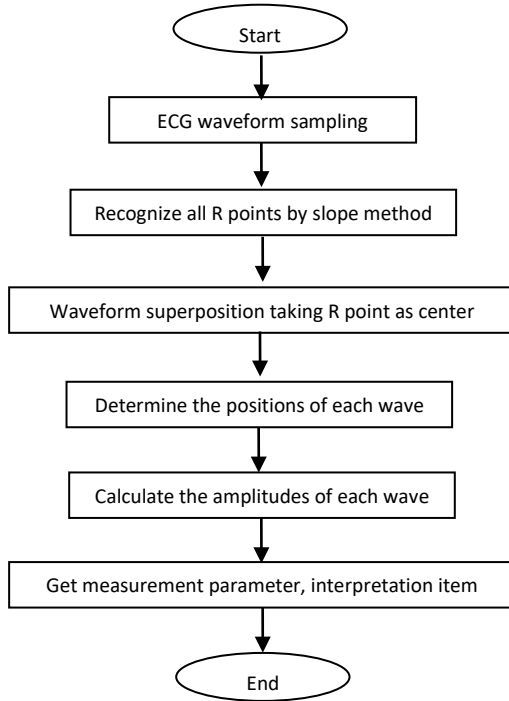 Start
ECG waveform sampling
Recognize all R points by slope method
Waveform superposition taking R point as center
Determine the positions of each wave
Calculate the amplitudes of each wave
Get measurement parameter, interpretation item
End